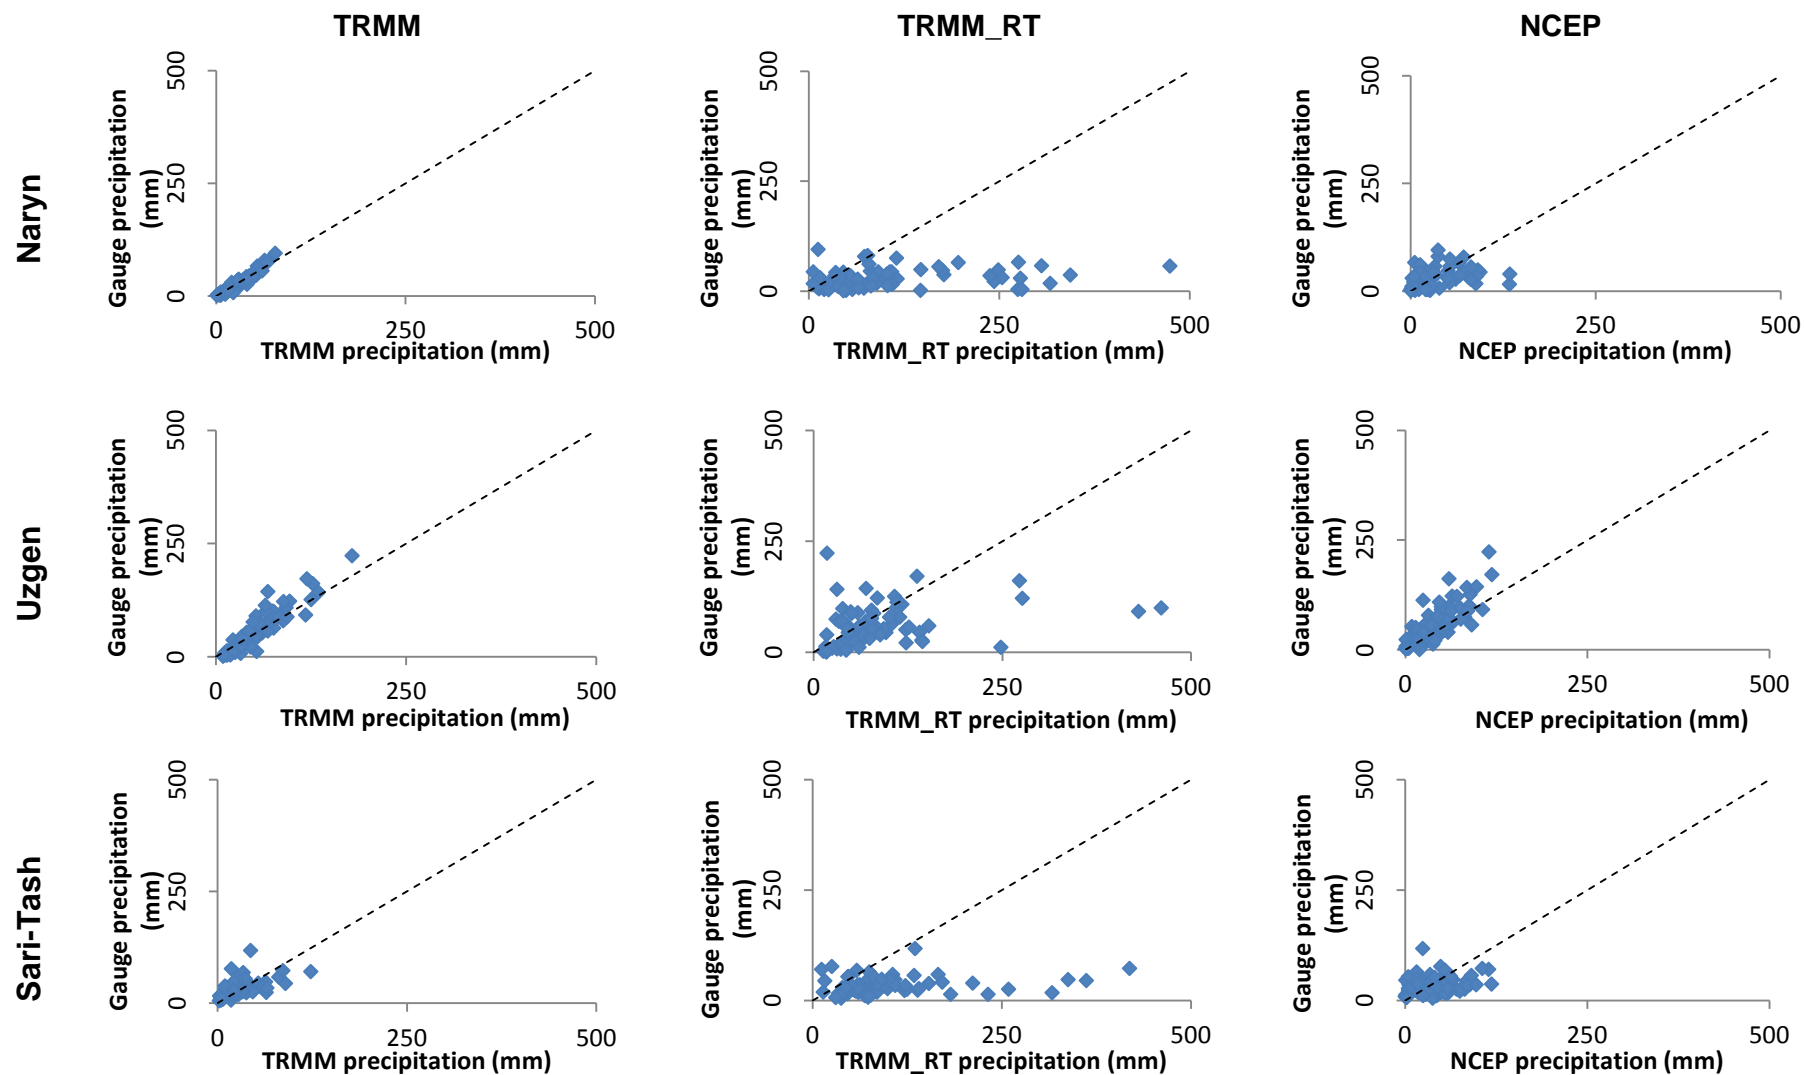 TRMM TRMM_RT NCEP
Naryn
Gauge precipitation
(mm)
500
250
0
0 250 500
TRMM precipitation (mm)
Gauge precipitation
(mm)
500
250
0
0 250 500
TRMM_RT precipitation (mm)
Gauge precipitation
(mm)
500
250
0
0 250 500
NCEP precipitation (mm)
Uzgen
Gauge precipitation
(mm)
500
250
0
0 250 500
TRMM precipitation (mm)
Gauge precipitation
(mm)
500
250
0
0 250 500
TRMM_RT precipitation (mm)
Gauge precipitation
(mm)
500
250
0
0 250 500
NCEP precipitation (mm)
Sari-Tash
Gauge precipitation
(mm)
500
250
0
0 250 500
TRMM precipitation (mm)
Gauge precipitation
(mm)
500
250
0
0 250 500
TRMM_RT precipitation (mm)
Gauge precipitation
(mm)
500
250
0
0 250 500
NCEP precipitation (mm)